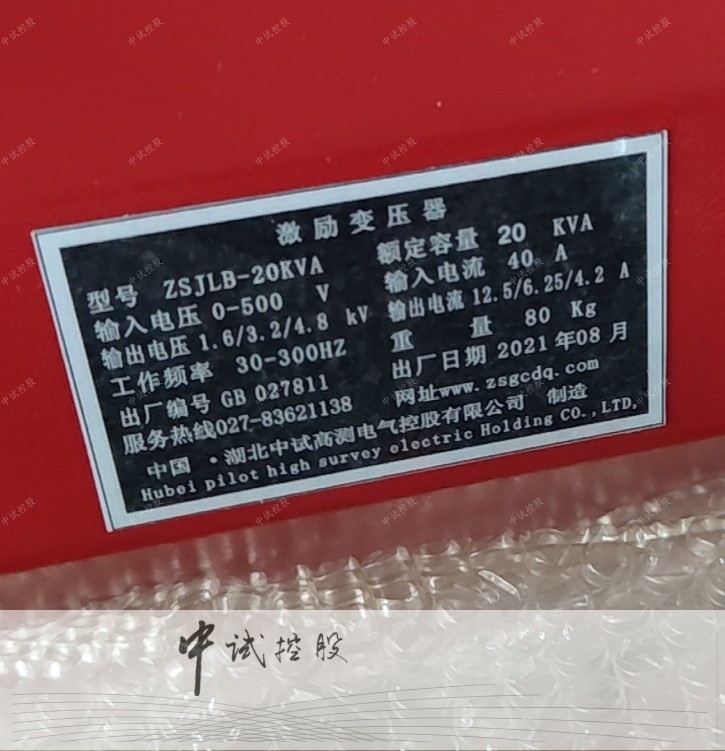 激励变压器
型号 ZSJLB-20KVA 额定容量 20 KVA
输入电压 0-500 V 输入电流 40 A
输出电压 1.6/3.2/4.8 kV 输出电流 12.5/6.25/4.2 A
工作频率 30-300HZ 重 量 80 Kg
出厂编号 GB 027811 出厂日期 2021年08月
服务热线027-83621138 网址www.zsgcdq.com
中国·湖北中试高测电气控股有限公司 制造
Hubei pilot high survey electric Holding CO.,LTD.
中试控股